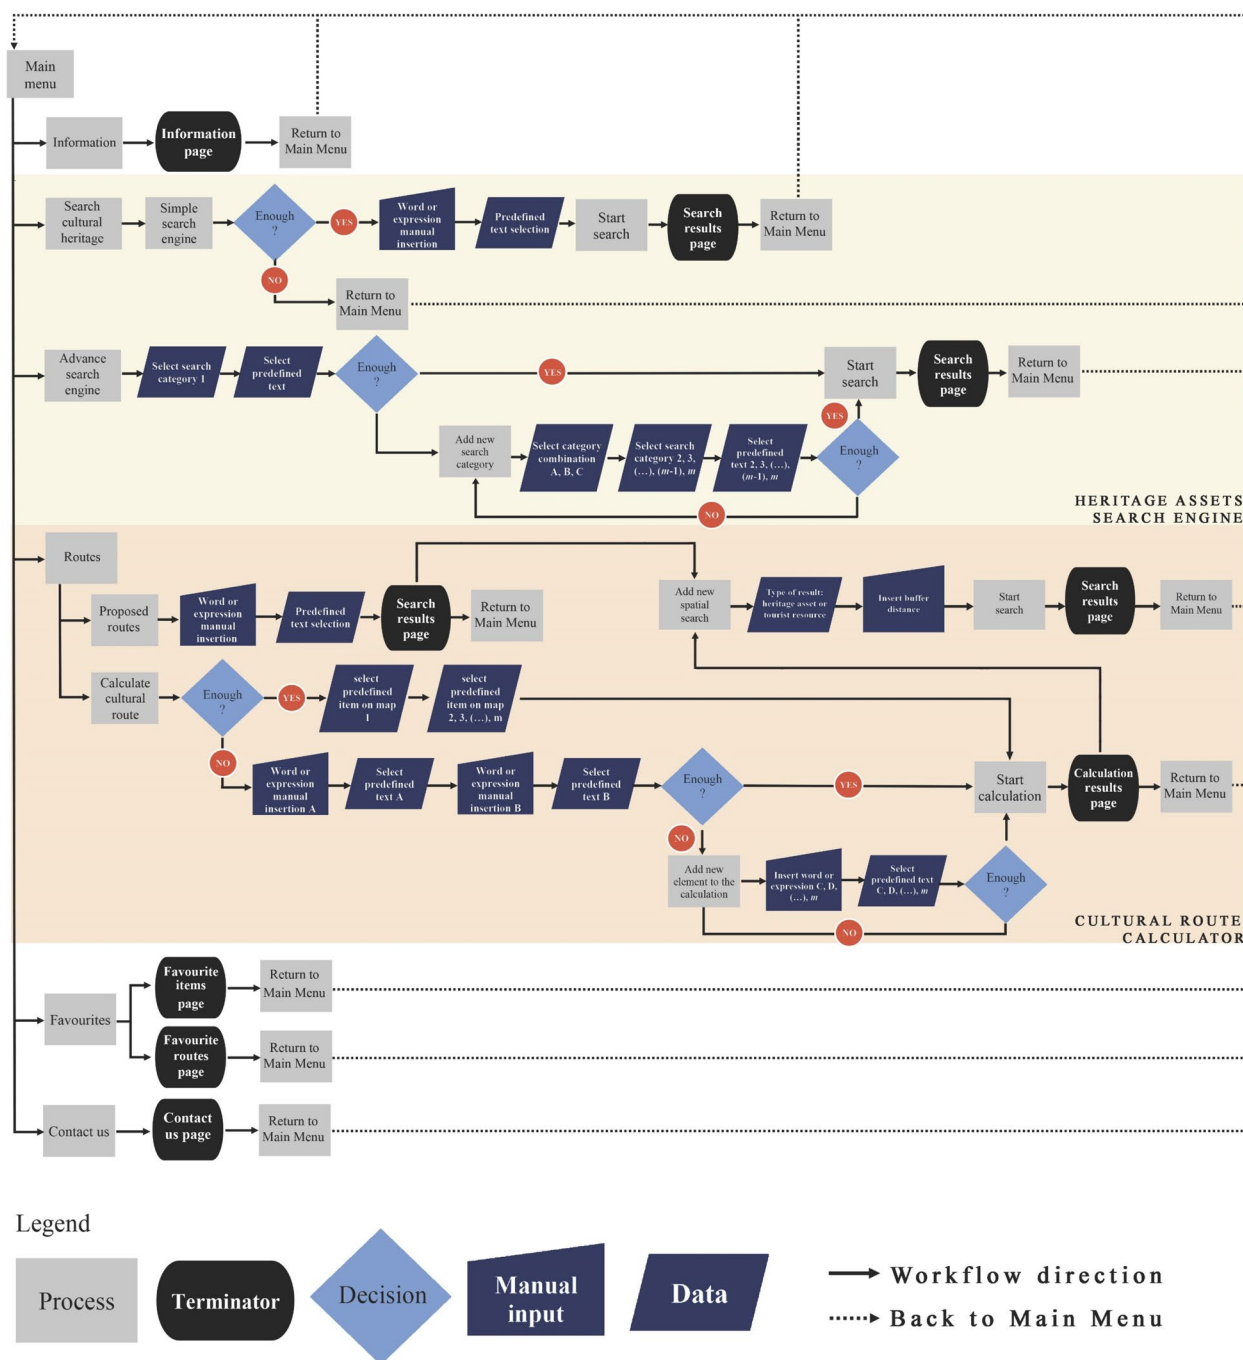 Main
menu
Information
Information
page
Return to
Main Menu
Search
cultural
heritage
Simple
search
engine
Enough
?
YES
Word or
expression
manual
insertion
Predefined
text selection
Start
search
Search
results
page
Return to
Main Menu
NO
Return to
Main Menu
Advance
search
engine
Select search
category 1
Select
predefined
text
Enough
?
YES
Start
search
Search
results
page
Return to
Main Menu
Add new
search
category
Select category
combination
A, B, C
Select search
category 2, 3,
(…), (m-1), m
Select
predefined
text 2, 3, (…),
(m-1), m
YES
Enough
?
NO
HERITAGE ASSETS
SEARCH ENGINE
Routes
Proposed
routes
Word or
expression
manual
insertion
Predefined
text selection
Search
results
page
Return to
Main Menu
Add new
spatial
search
Type of result:
heritage asset or
tourist resource
Insert buffer
distance
Start
search
Search
results
page
Return to
Main Menu
Calculate
cultural
route
Enough
?
YES
select
predefined
item on map
1
select
predefined
item on map
2, 3, (…), m
NO
Word or
expression
manual
insertion A
Select
predefined
text A
Word or
expression
manual
insertion B
Select
predefined
text B
Enough
?
YES
Start
calculation
Calculation
results
page
Return to
Main Menu
NO
Add new
element to the
calculation
Insert word or
expression C, D,
(…), m
Select
predefined text
C, D, (…), m
Enough
?
NO
CULTURAL ROUTE
CALCULATOR
Favourites
Favourite
items
page
Return to
Main Menu
Favourite
routes
page
Return to
Main Menu
Contact us
Contact
us page
Return to
Main Menu
Legend
Process
Terminator
Decision
Manual
input
Data
Workflow direction
Back to Main Menu